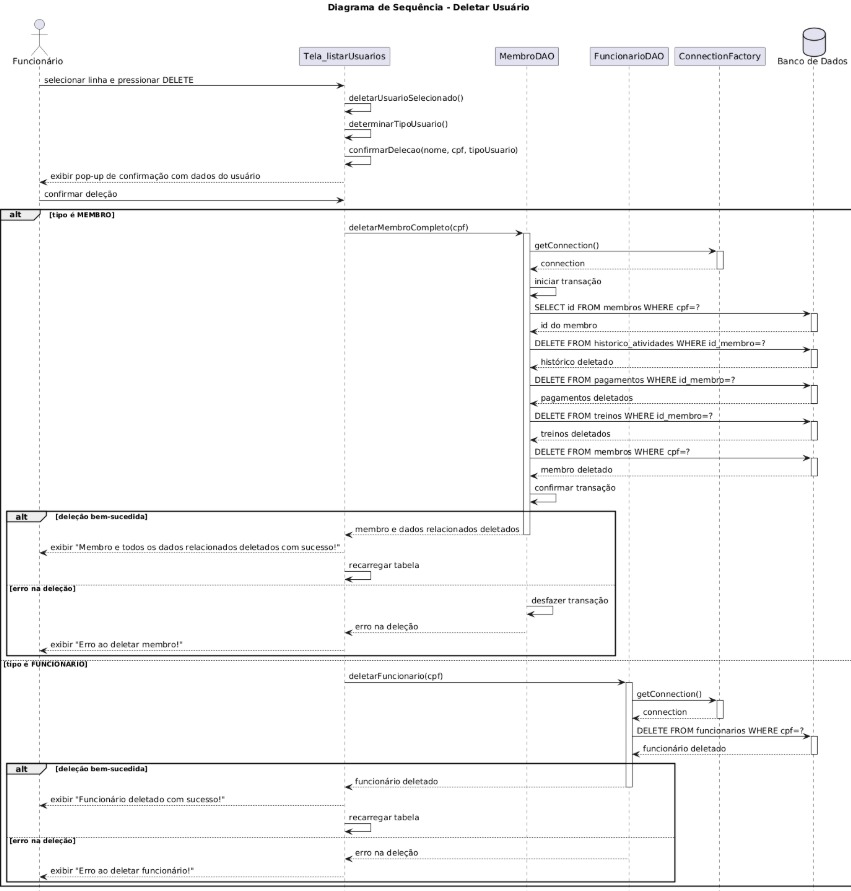 Diagrama de Sequência - Deletar Usuário
Funcionário
Tela_listarUsuarios
MembroDAO
FuncionarioDAO
ConnectionFactory
Banco de Dados
selecionar linha e pressionar DELETE
deletarUsuarioSelecionado()
determinarTipoUsuario()
confirmarDelecao(nome, cpf, tipoUsuario)
exibir pop-up de confirmação com dados do usuário
confirmar deleção
alt [tipo é MEMBRO]
deletarMembroCompleto(cpf)
getConnection()
connection
iniciar transação
SELECT id FROM membros WHERE cpf=?
id do membro
DELETE FROM historico_atividades WHERE id_membro=?
histórico deletado
DELETE FROM pagamentos WHERE id_membro=?
pagamentos deletados
DELETE FROM treinos WHERE id_membro=?
treinos deletados
DELETE FROM membros WHERE cpf=?
membro deletado
confirmar transação
alt [deleção bem-sucedida]
membro e dados relacionados deletados
exibir "Membro e todos os dados relacionados deletados com sucesso!"
recarregar tabela
[erro na deleção]
desfazer transação
erro na deleção
exibir "Erro ao deletar membro!"
[tipo é FUNCIONARIO]
deletarFuncionario(cpf)
getConnection()
connection
DELETE FROM funcionarios WHERE cpf=?
funcionário deletado
alt [deleção bem-sucedida]
funcionário deletado
exibir "Funcionário deletado com sucesso!"
recarregar tabela
[erro na deleção]
erro na deleção
exibir "Erro ao deletar funcionário!"